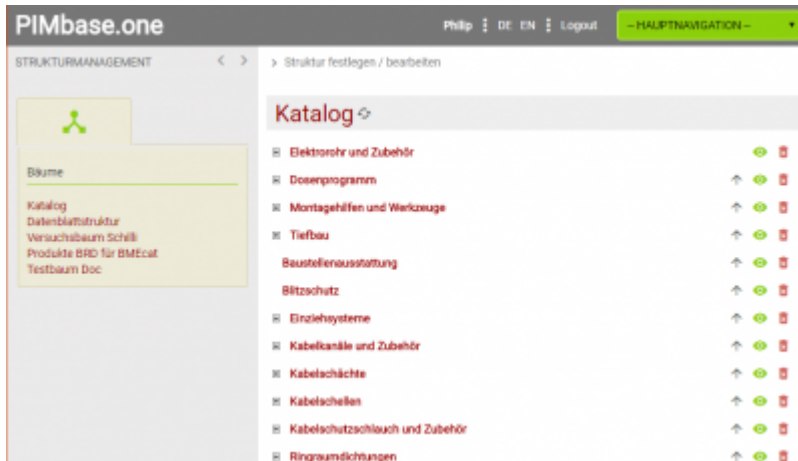 PIMbase.one
Philip DE EN Logout
-- HAUPTNAVIGATION --
STRUKTURMANAGEMENT
> Struktur festlegen / bearbeiten
Bäume
Katalog
Datenblattstruktur
Versuchsbaum Schilli
Produkte BRD für BMEcat
Testbaum Doc
Katalog
Elektrorohr und Zubehör
Dosenprogramm
Montagehilfen und Werkzeuge
Tiefbau
Baustellenausstattung
Blitzschutz
Einziehsysteme
Kabelkanäle und Zubehör
Kabelschächte
Kabelschellen
Kabelschutzschlauch und Zubehör
Ringraumdichtungen